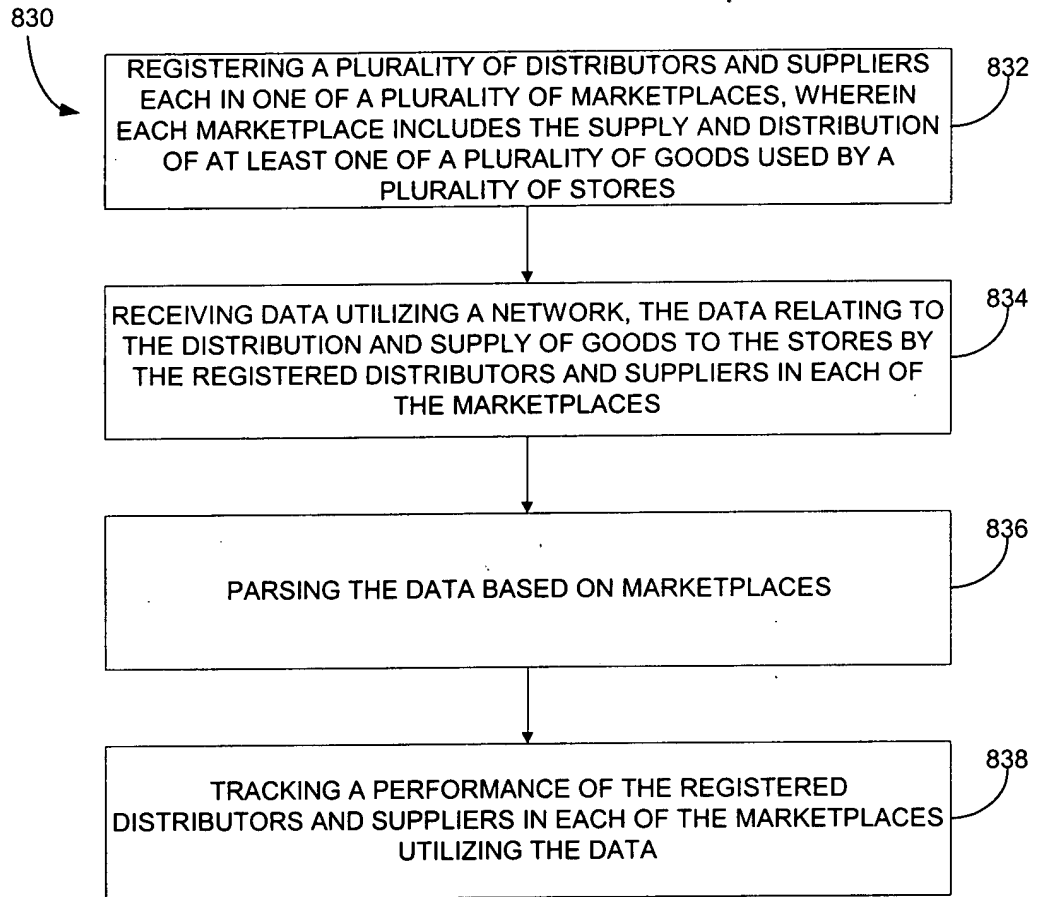 830
REGISTERING A PLURALITY OF DISTRIBUTORS AND SUPPLIERS
EACH IN ONE OF A PLURALITY OF MARKETPLACES, WHEREIN
EACH MARKETPLACE INCLUDES THE SUPPLY AND DISTRIBUTION
OF AT LEAST ONE OF A PLURALITY OF GOODS USED BY A
PLURALITY OF STORES
832
RECEIVING DATA UTILIZING A NETWORK, THE DATA RELATING TO
THE DISTRIBUTION AND SUPPLY OF GOODS TO THE STORES BY
THE REGISTERED DISTRIBUTORS AND SUPPLIERS IN EACH OF
THE MARKETPLACES
834
PARSING THE DATA BASED ON MARKETPLACES
836
TRACKING A PERFORMANCE OF THE REGISTERED
DISTRIBUTORS AND SUPPLIERS IN EACH OF THE MARKETPLACES
UTILIZING THE DATA
838